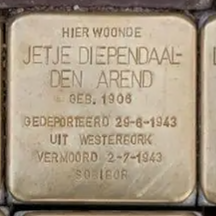 HIER WOONDE
JETJE DIEPENDAAL-
DEN AREND
GEB. 1906
GEDEPORTEERD 29-6-1943
UIT WESTERBORK
VERMOORD 2-7-1943
SOBIBOR